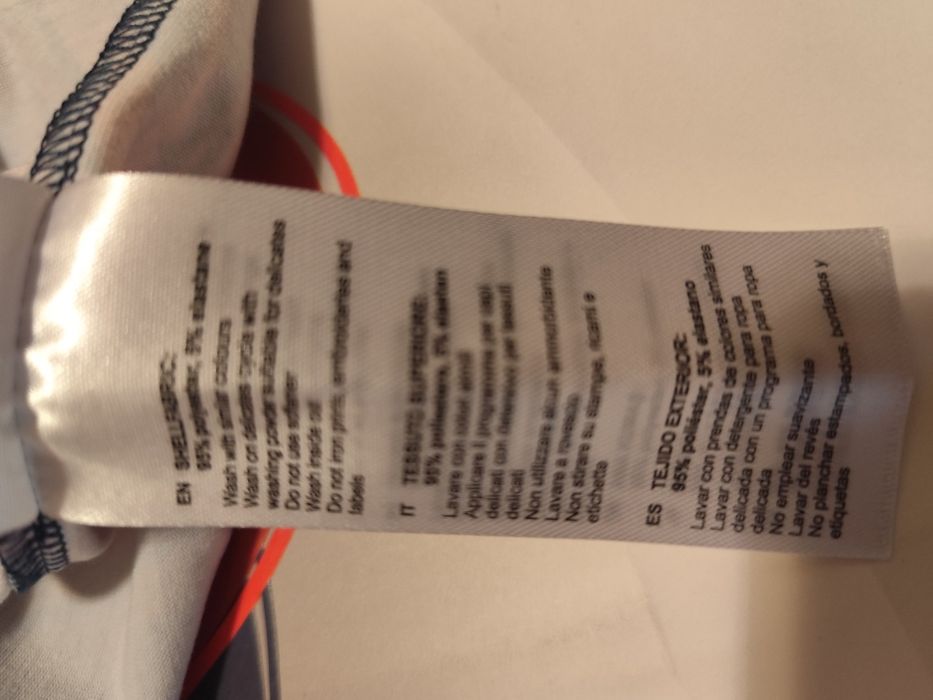 EN SHELL FABRIC:
95% polyester, 5% elastane
Wash with similar colours
Wash on delicates cycle with
washing powder suitable for delicates
Do not use softener
Wash inside out
Do not iron prints, embroideries and
labels
IT TESSUTO SUPERIORE:
95% poliestere, 5% elastan
Lavare con colori simili
Applicare il programma per capi
delicati con detersivo per tessuti
delicati
Non utilizzare alcun ammorbidente
Lavare a rovescio
Non stirare su stampe, ricami e
etichette
ES TEJIDO EXTERIOR:
95% poliéster, 5% elastano
Lavar con prendas de colores similares
Lavar con detergente para ropa
delicada con un programa para ropa
delicada
No emplear suavizante
Lavar del revés
No planchar estampados, bordados y
etiquetas